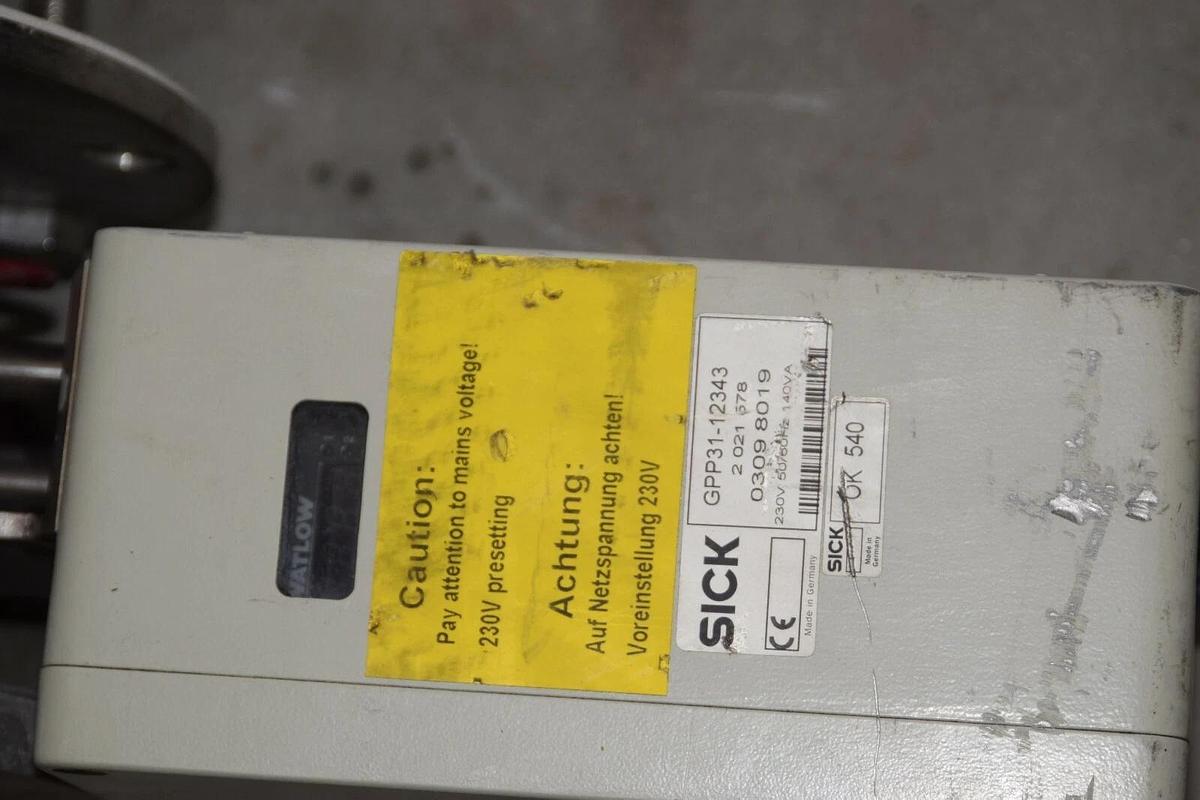 WATLOW
Caution:
Pay attention to mains voltage!
230V presetting
Achtung:
Auf Netzspannung achten!
Voreinstellung 230V
SICK
GPP31-12343
2 021 578
0309 8019
230V 50/60Hz 140VA
CE
Made in Germany
SICK
OK 540
Made in
Germany